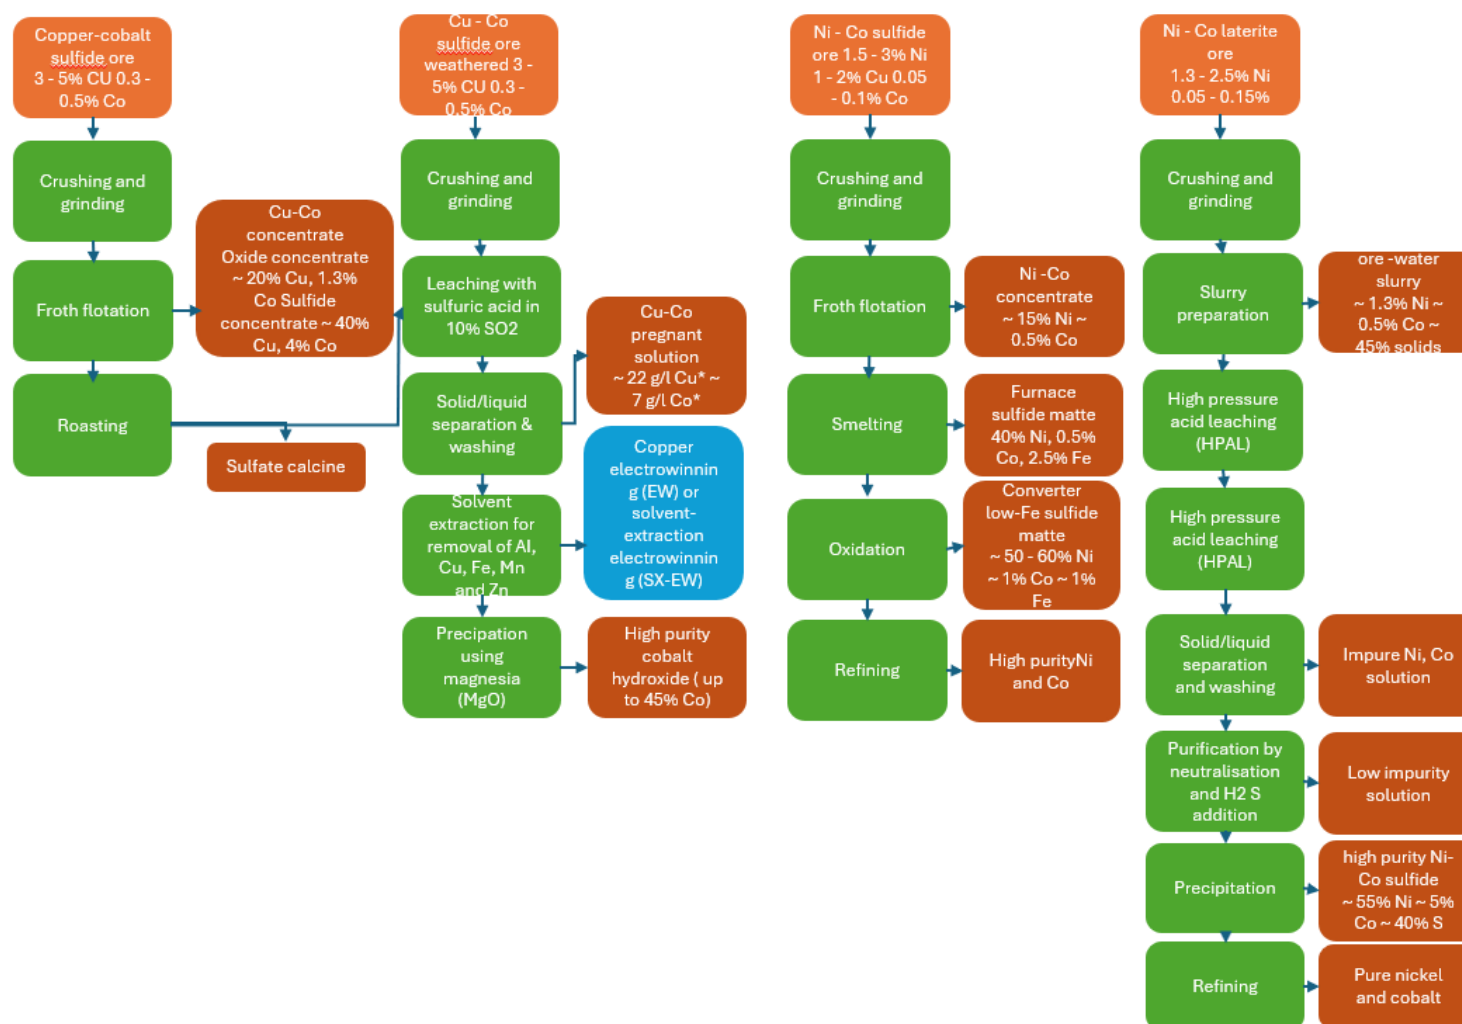 Copper-cobalt
sulfide ore
3 - 5% CU 0.3 -
0.5% Co
Crushing and
grinding
Froth flotation
Cu-Co
concentrate
Oxide concentrate
~ 20% Cu, 1.3%
Co Sulfide
concentrate ~ 40%
Cu, 4% Co
Roasting
Sulfate calcine
Cu - Co
sulfide ore
weathered 3 -
5% CU 0.3 -
0.5% Co
Crushing and
grinding
Leaching with
sulfuric acid in
10% SO2
Solid/liquid
separation &
washing
Cu-Co
pregnant
solution
~ 22 g/l Cu* ~
7 g/l Co*
Solvent
extraction for
removal of Al,
Cu, Fe, Mn
and Zn
Copper
electrowinnin
g (EW) or
solvent-
extraction
electrowinnin
g (SX-EW)
Precipation
using
magnesia
(MgO)
High purity
cobalt
hydroxide ( up
to 45% Co)
Ni - Co sulfide
ore 1.5 - 3% Ni
1 - 2% Cu 0.05
- 0.1% Co
Crushing and
grinding
Froth flotation
Ni -Co
concentrate
~ 15% Ni ~
0.5% Co
Smelting
Furnace
sulfide matte
40% Ni, 0.5%
Co, 2.5% Fe
Oxidation
Converter
low-Fe sulfide
matte
~ 50 - 60% Ni
~ 1% Co ~ 1%
Fe
Refining
High purityNi
and Co
Ni - Co laterite
ore
1.3 - 2.5% Ni
0.05 - 0.15%
Crushing and
grinding
Slurry
preparation
ore -water
slurry
~ 1.3% Ni ~
0.5% Co ~
45% solids
High pressure
acid leaching
(HPAL)
High pressure
acid leaching
(HPAL)
Solid/liquid
separation
and washing
Impure Ni, Co
solution
Purification by
neutralisation
and H2 S
addition
Low impurity
solution
Precipitation
high purity Ni-
Co sulfide
~ 55% Ni ~ 5%
Co ~ 40% S
Refining
Pure nickel
and cobalt